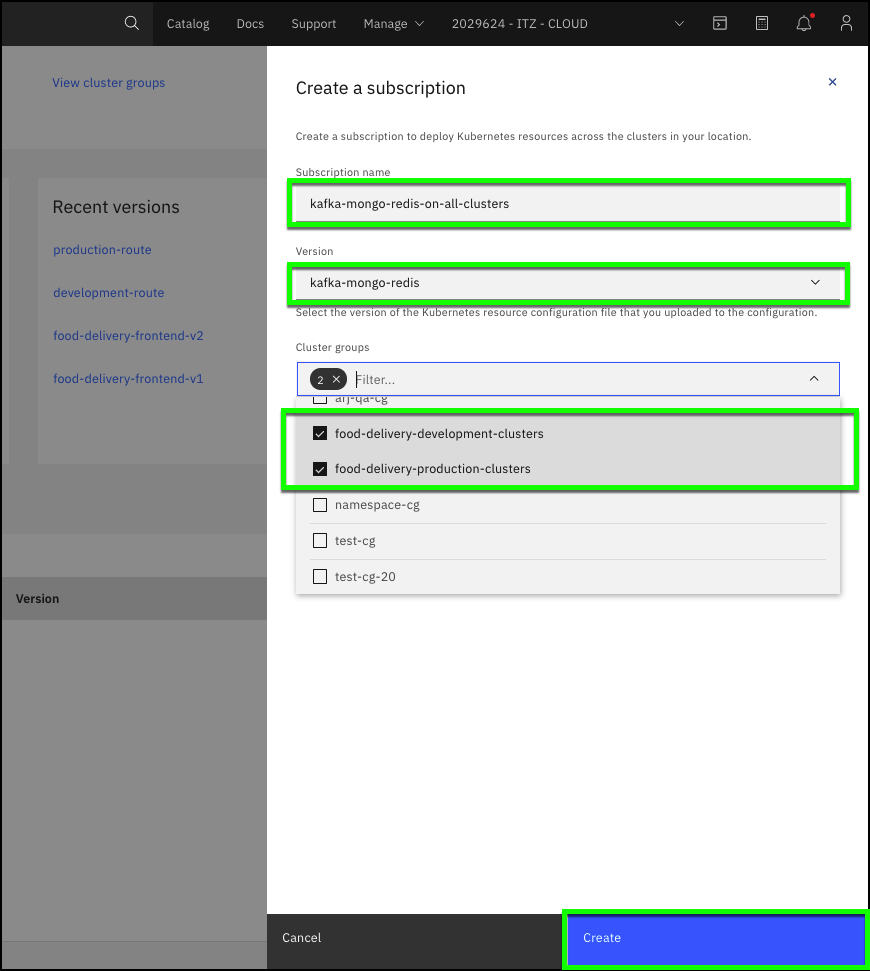 Catalog Docs Support Manage 2029624 - ITZ - CLOUD
View cluster groups
Recent versions
production-route
development-route
food-delivery-frontend-v2
food-delivery-frontend-v1
Version
Create a subscription
Create a subscription to deploy Kubernetes resources across the clusters in your location.
Subscription name
kafka-mongo-redis-on-all-clusters
Version
kafka-mongo-redis
Select the version of the Kubernetes resource configuration file that you uploaded to the configuration.
Cluster groups
2 Filter...
arj-qa-cg
food-delivery-development-clusters
food-delivery-production-clusters
namespace-cg
test-cg
test-cg-20
Cancel Create